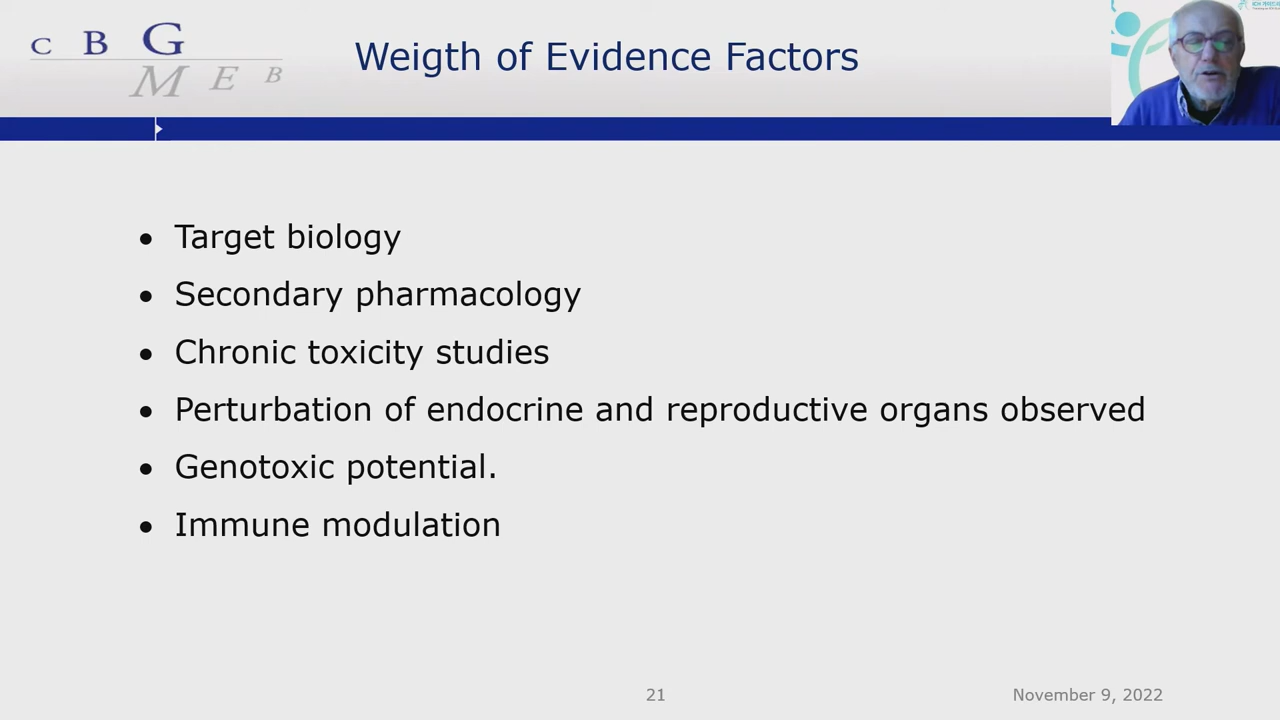 C B G
M E B
Weigth of Evidence Factors
• Target biology
• Secondary pharmacology
• Chronic toxicity studies
• Perturbation of endocrine and reproductive organs observed
• Genotoxic potential.
• Immune modulation
21
November 9, 2022